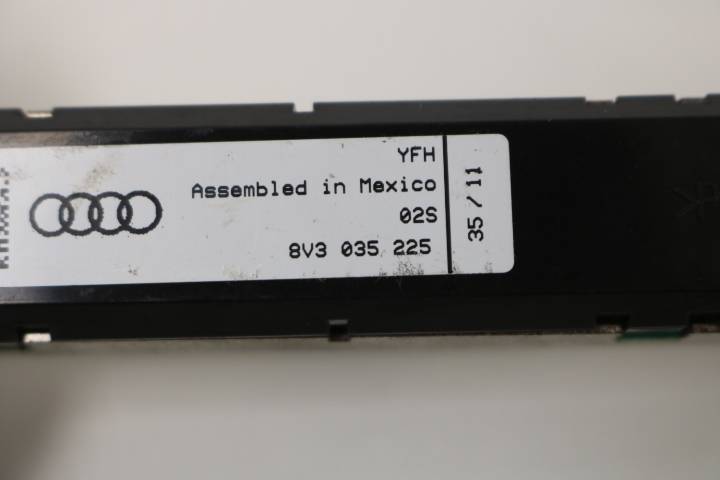 YFH
Assembled in Mexico
02S
8V3 035 225
35/11